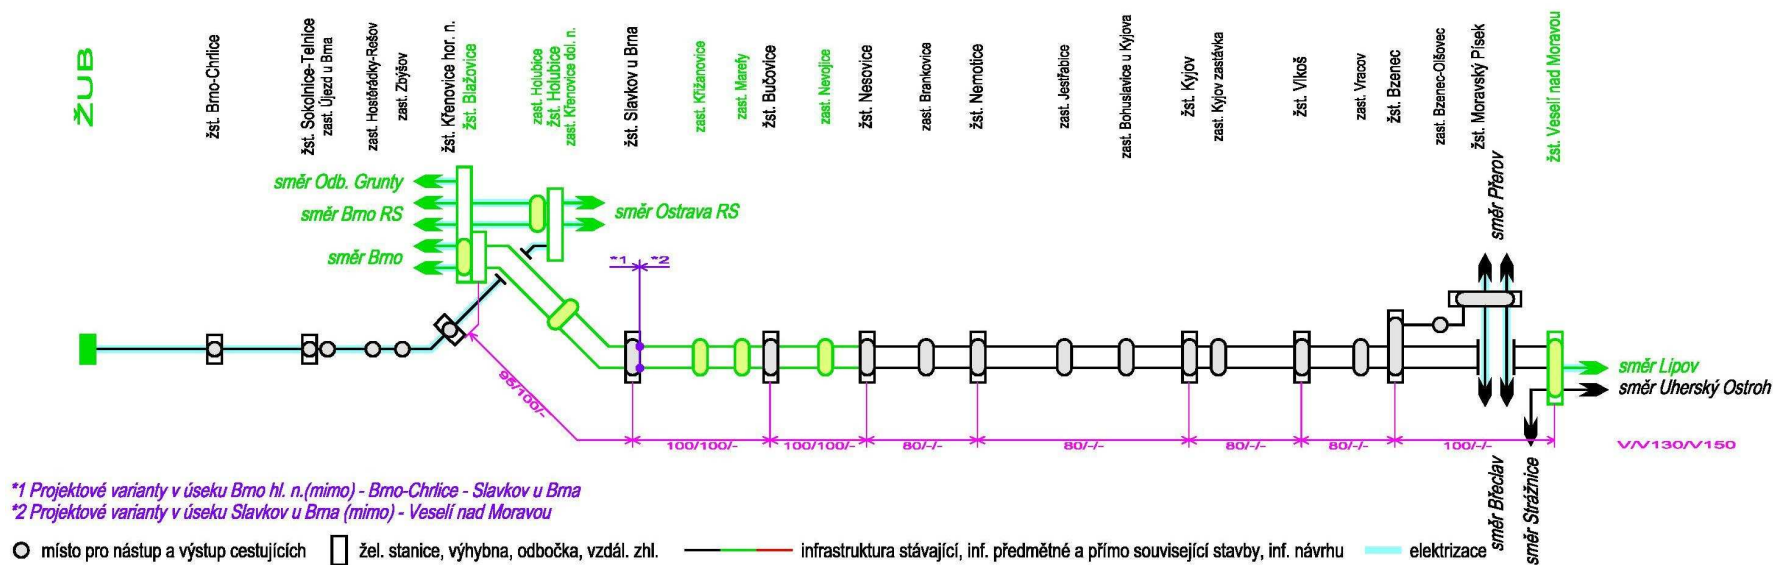 ŽUB
žst. Brno-Chrlice
žst. Sokolnice-Telnice
zast. Újezd u Brna
zast. Hostěrádky-Rešov
zast. Zbýšov
žst. Křenovice hor. n.
žst. Blažovice
zast. Holubice
žst. Holubice
zast. Křenovice dol. n.
žst. Slavkov u Brna
zast. Křižanovice
zast. Marefy
žst. Bučovice
zast. Nevojice
žst. Nesovice
zast. Brankovice
žst. Nemotice
zast. Jestřabice
zast. Bohuslavice u Kyjova
žst. Kyjov
zast. Kyjov zastávka
žst. Vlkoš
zast. Vracov
žst. Bzenec
zast. Bzenec-Olšovec
žst. Moravský Písek
žst. Veselí nad Moravou
směr Odb. Grunty
směr Brno RS
směr Brno
směr Ostrava RS
směr Přerov
*1 *2
směr Lipov
směr Uherský Ostroh
95/100/-
100/100/-
100/100/-
80/-/-
80/-/-
80/-/-
80/-/-
100/-/-
V/V130/V150
směr Břeclav
směr Strážnice
*1 Projektové varianty v úseku Brno hl. n.(mimo) - Brno-Chrlice - Slavkov u Brna
*2 Projektové varianty v úseku Slavkov u Brna (mimo) - Veselí nad Moravou
místo pro nástup a výstup cestujících
žel. stanice, výhybna, odbočka, vzdál. zhl.
infrastruktura stávající, inf. předmětné a přímo související stavby, inf. návrhu
elektrizace